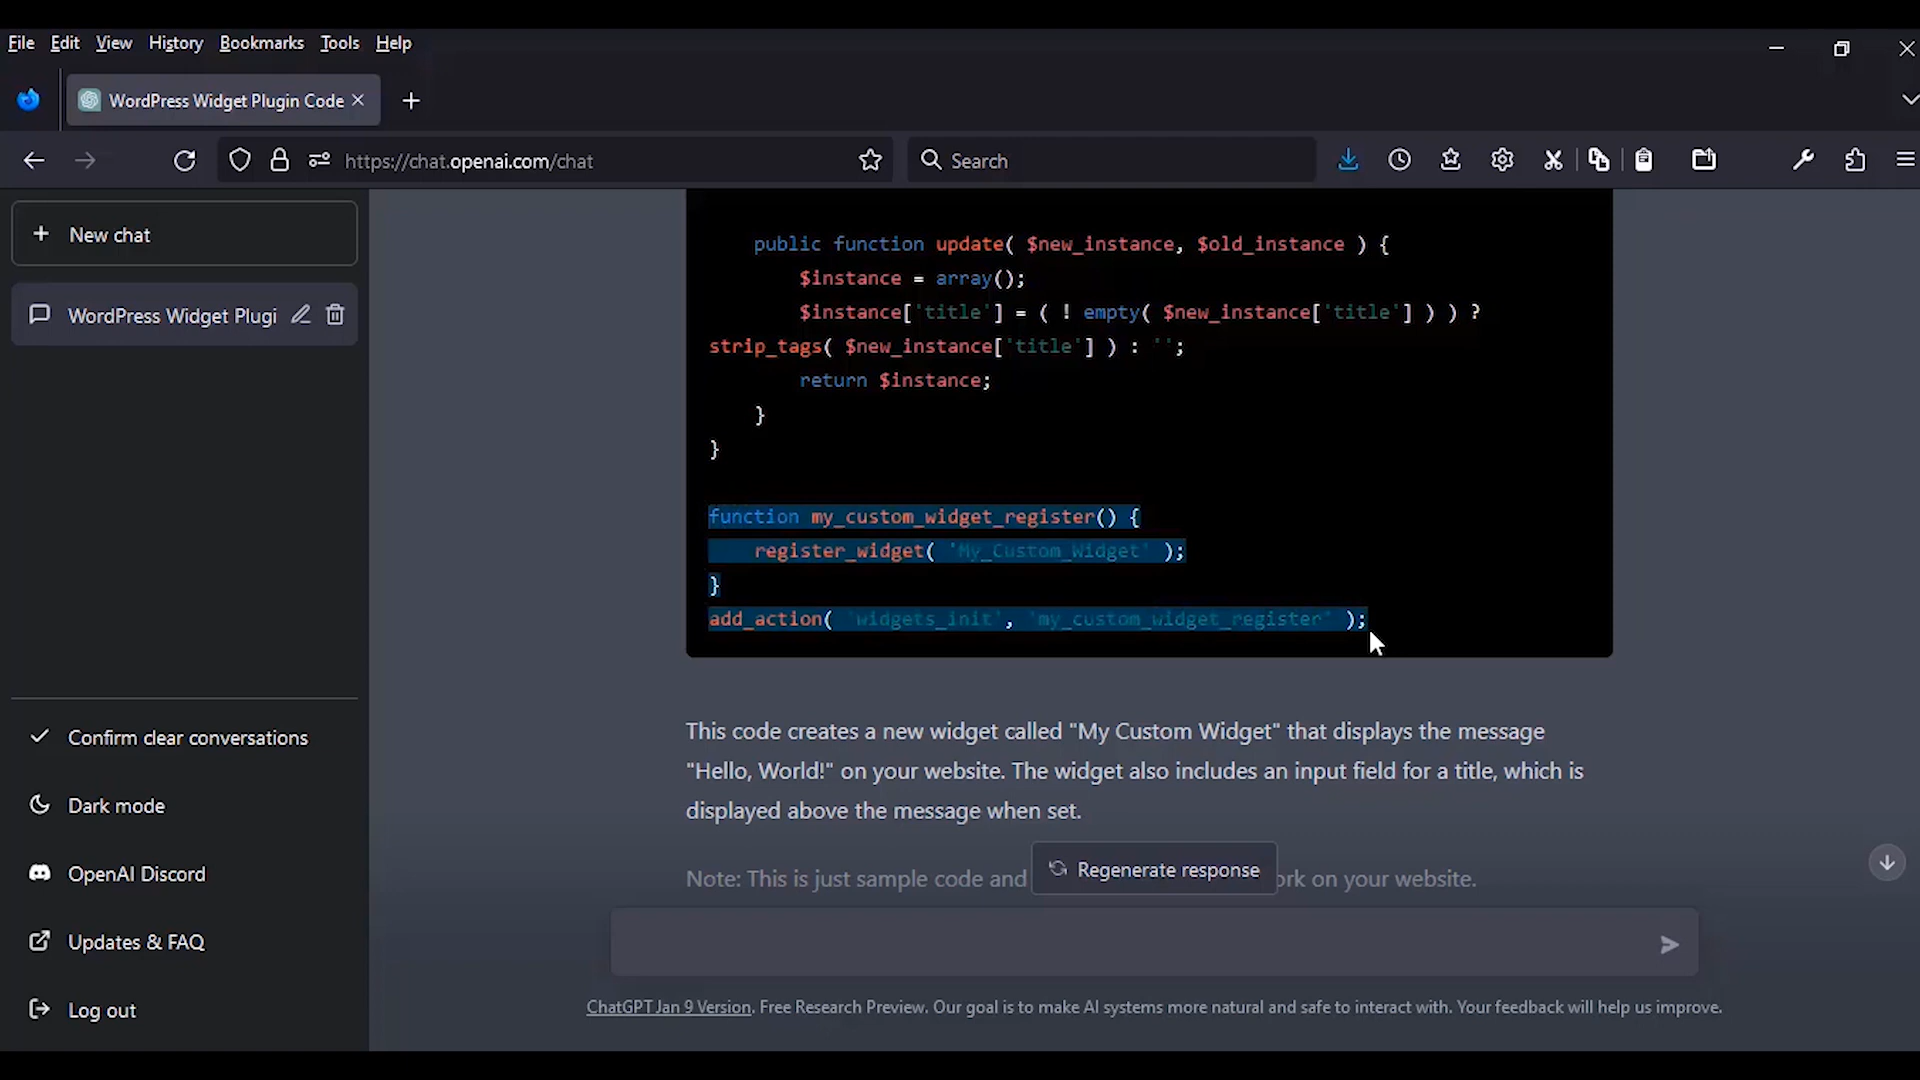 File Edit View History Bookmarks Tools Help
WordPress Widget Plugin Code
https://chat.openai.com/chat
Search
New chat
WordPress Widget Plugi
Confirm clear conversations
Dark mode
OpenAI Discord
Updates & FAQ
Log out
public function update( $new_instance, $old_instance ) {
$instance = array();
$instance['title'] = ( ! empty( $new_instance['title'] ) ) ?
strip_tags( $new_instance['title'] ) : '';
return $instance;
}
}
function my_custom_widget_register() {
register_widget( 'My_Custom_Widget' );
}
add_action( 'widgets_init', 'my_custom_widget_register' );
This code creates a new widget called "My Custom Widget" that displays the message
"Hello, World!" on your website. The widget also includes an input field for a title, which is
displayed above the message when set.
Note: This is just sample code and ork on your website.
Regenerate response
ChatGPT Jan 9 Version. Free Research Preview. Our goal is to make AI systems more natural and safe to interact with. Your feedback will help us improve.